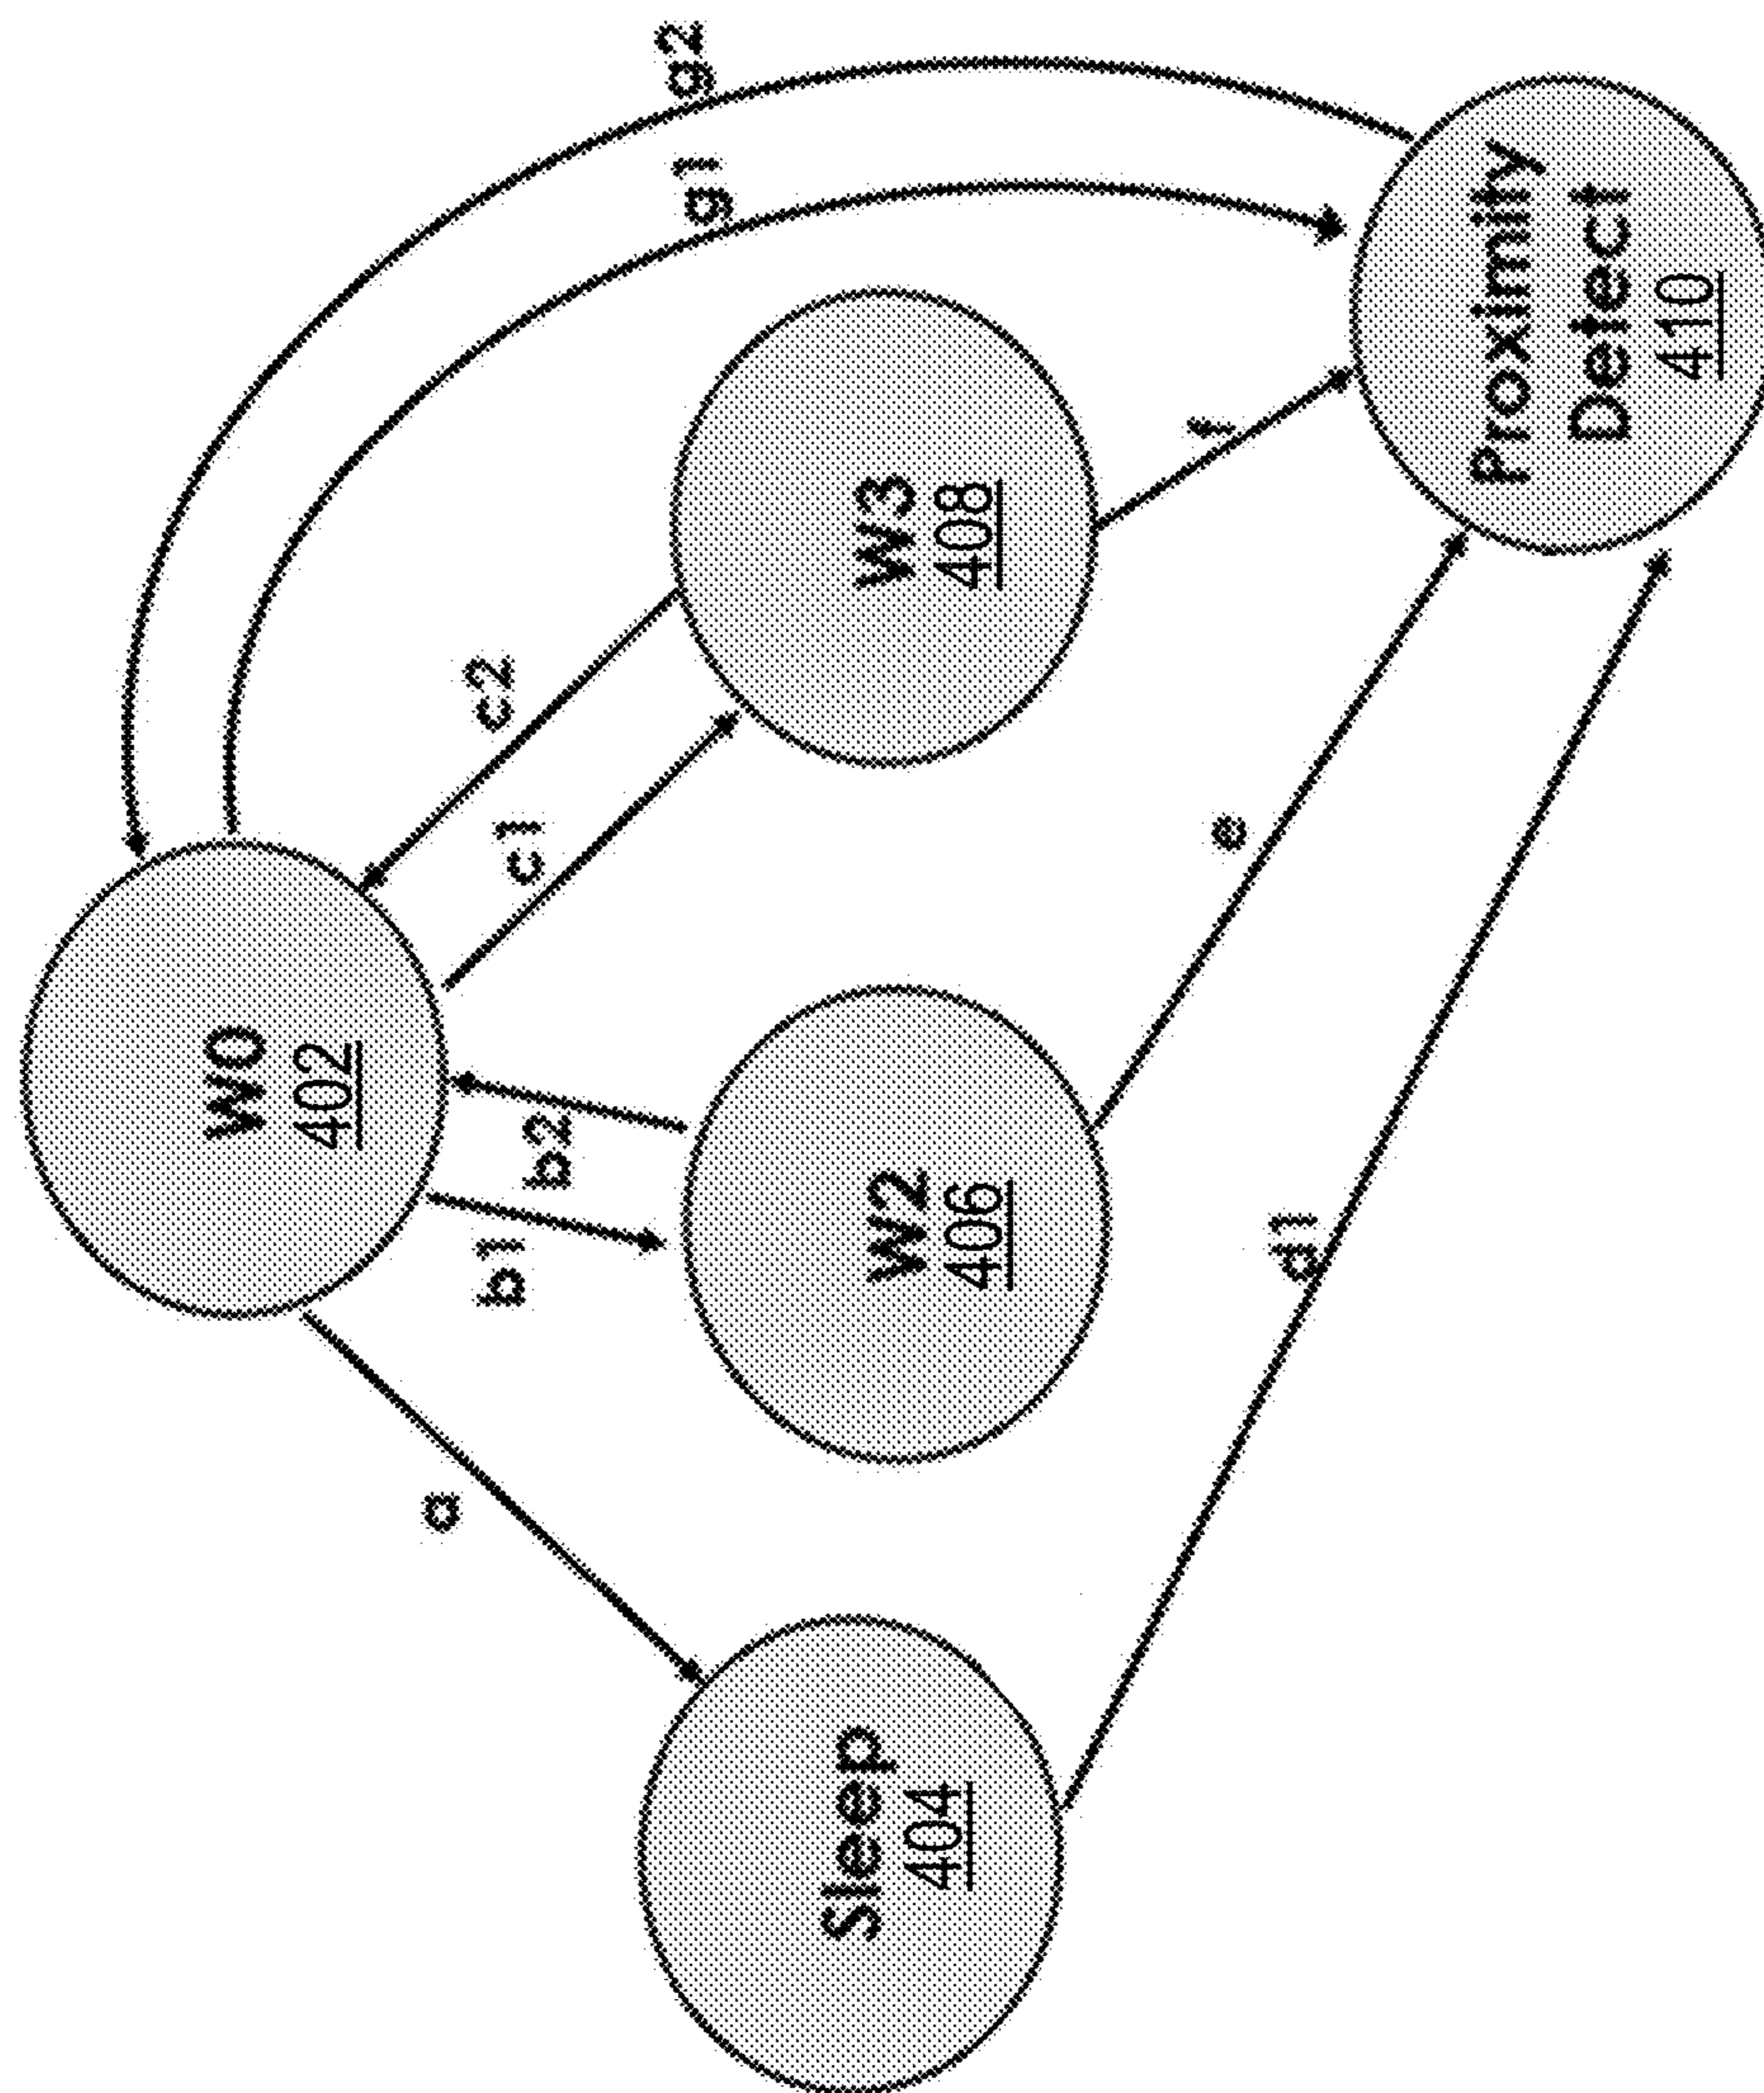 W0
402
a
b1
b2
c1
c2
g1
g2
Sleep
404
W2
406
W3
408
d1
e
f
Proximity
Detect
410